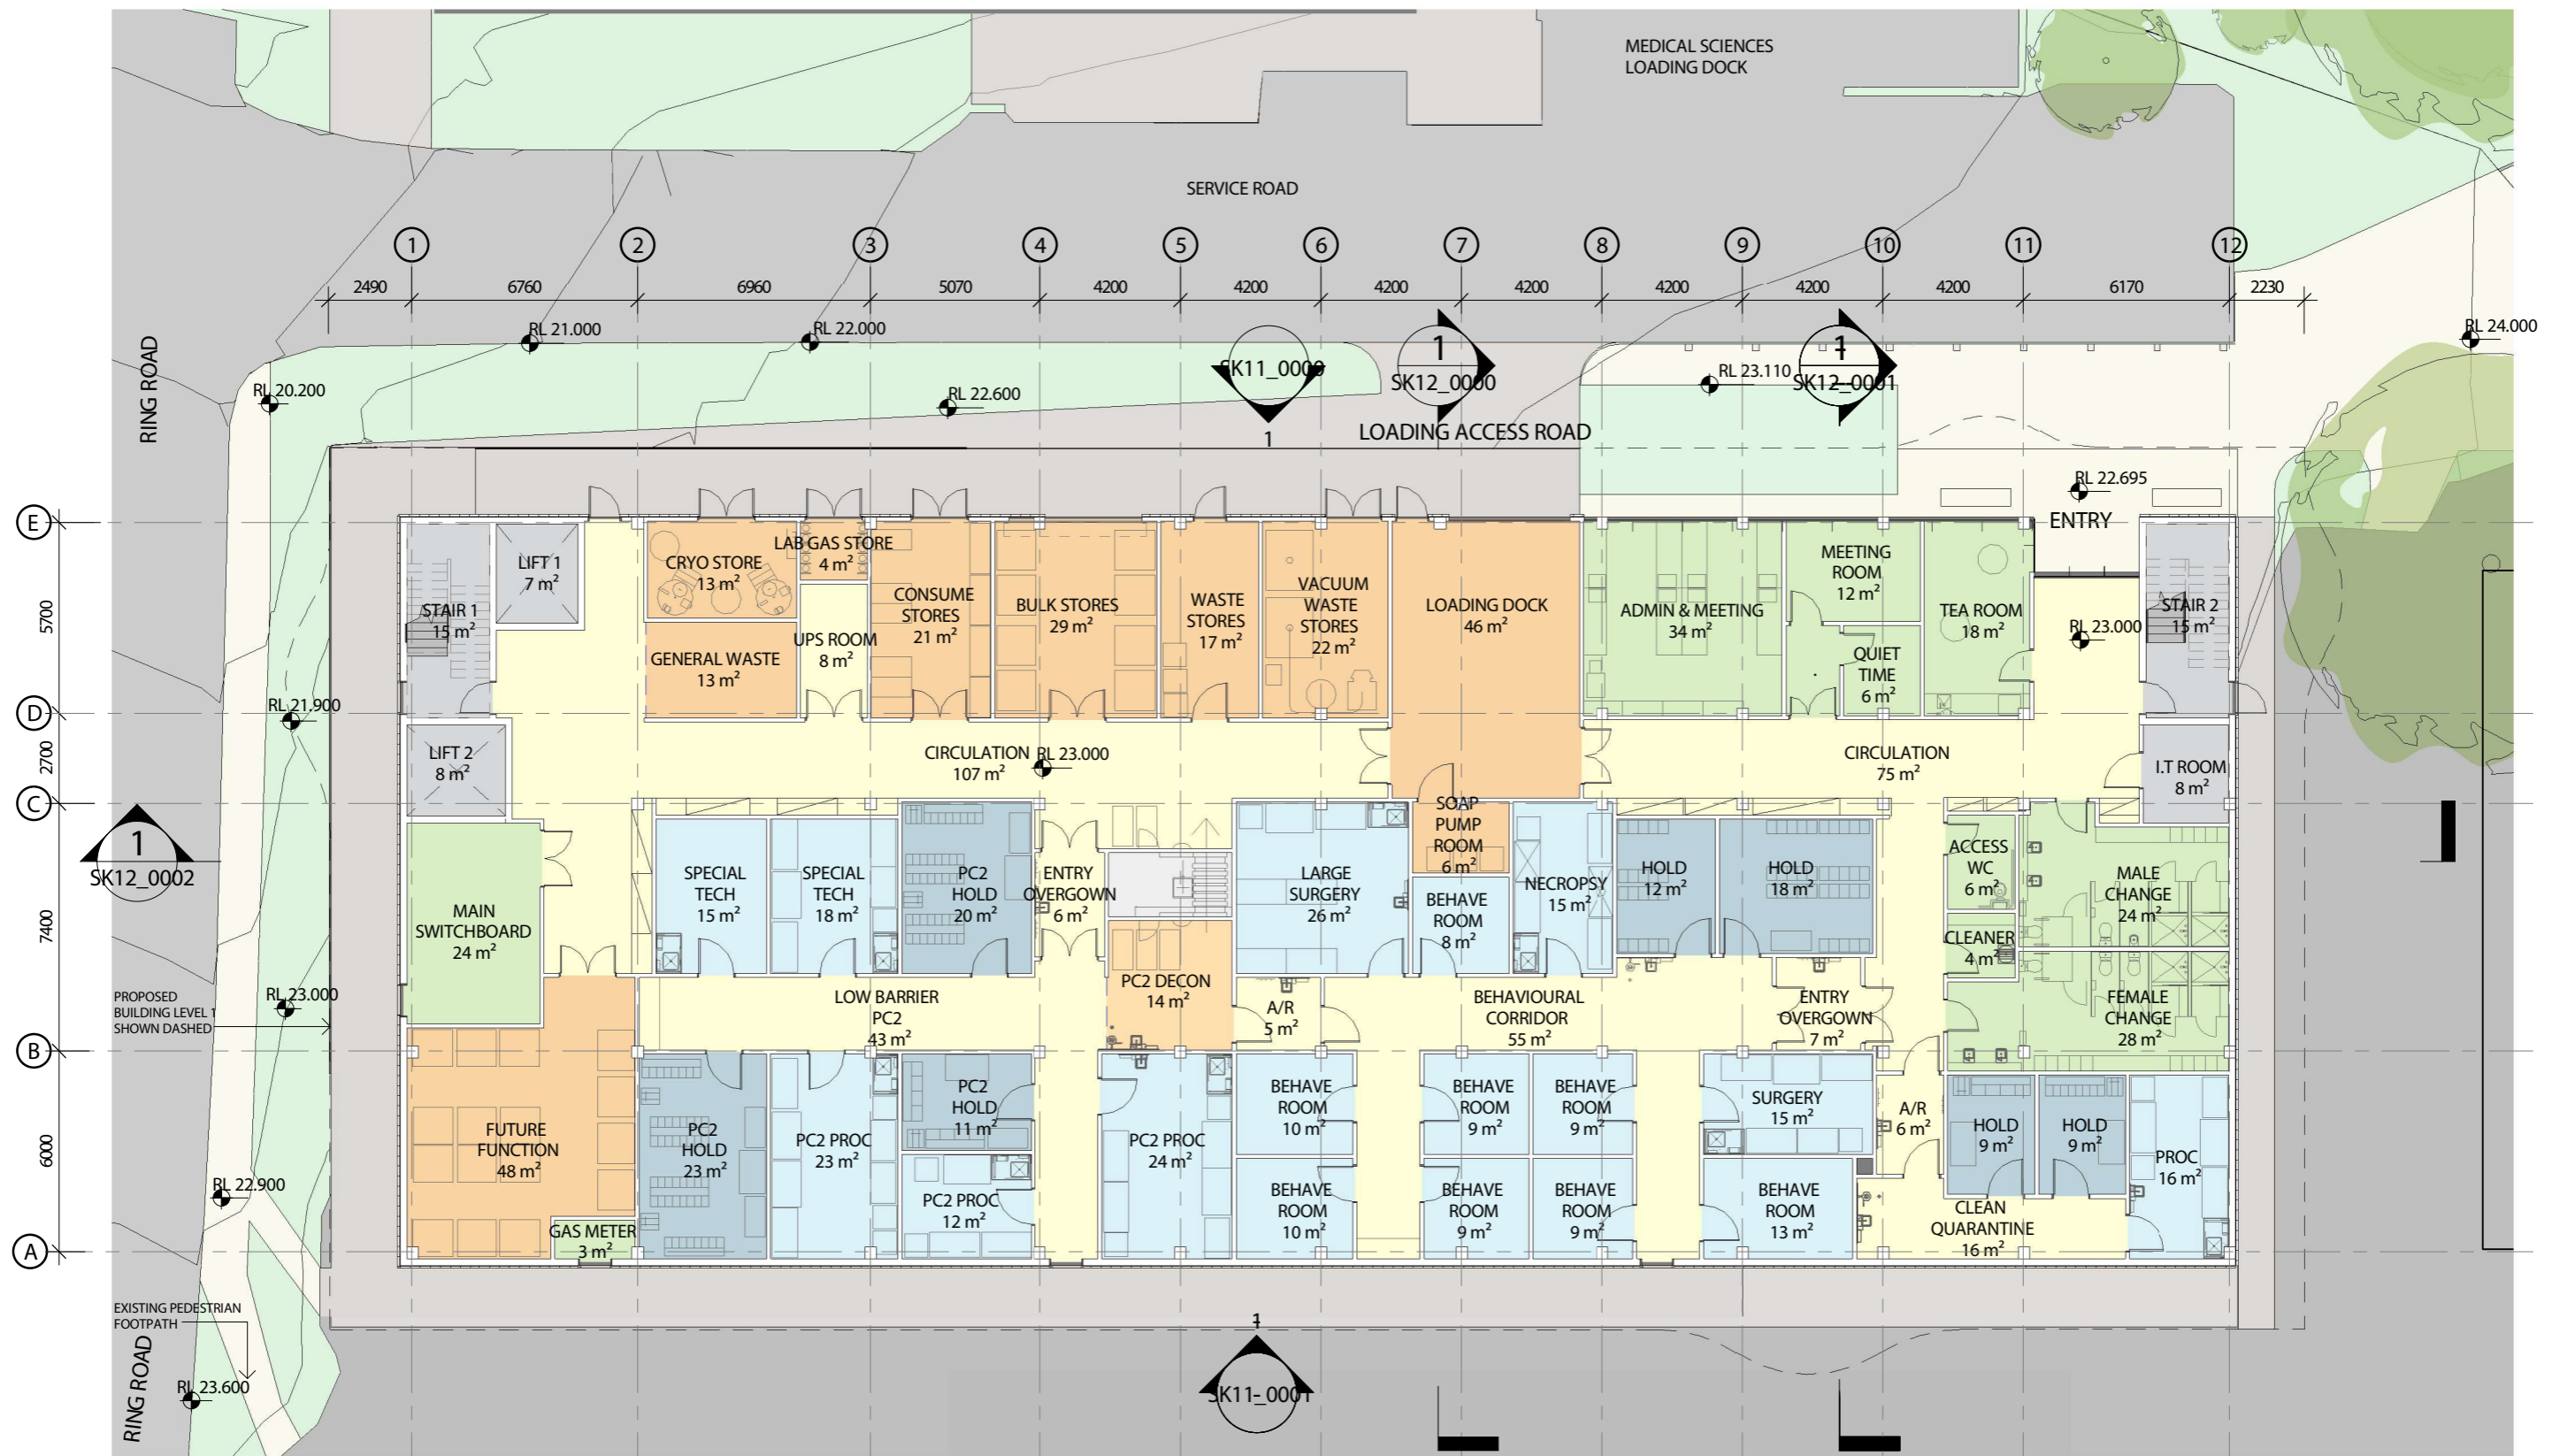 MEDICAL SCIENCES
LOADING DOCK
SERVICE ROAD
1
2
3
4
5
6
7
8
9
10
11
12
2490
6760
6960
5070
4200
4200
4200
4200
4200
4200
4200
6170
2230
RING ROAD
RL 21.000
RL 22.000
RL 24.000
RL 20.200
RL 22.600
SK11_0000
1
1
SK12_0000
RL 23.110
1
SK12_0001
LOADING ACCESS ROAD
RL 22.695
ENTRY
E
D
C
B
A
5700
2700
7400
6000
STAIR 1
15 m²
LIFT 1
7 m²
CRYO STORE
13 m²
LAB GAS STORE
4 m²
GENERAL WASTE
13 m²
UPS ROOM
8 m²
CONSUME
STORES
21 m²
BULK STORES
29 m²
WASTE
STORES
17 m²
VACUUM
WASTE
STORES
22 m²
LOADING DOCK
46 m²
ADMIN & MEETING
34 m²
MEETING
ROOM
12 m²
QUIET
TIME
6 m²
TEA ROOM
18 m²
RL 23.000
STAIR 2
15 m²
RL 21.900
LIFT 2
8 m²
CIRCULATION
107 m²
RL 23.000
CIRCULATION
75 m²
I.T ROOM
8 m²
1
SK12_0002
MAIN
SWITCHBOARD
24 m²
SPECIAL
TECH
15 m²
SPECIAL
TECH
18 m²
PC2
HOLD
20 m²
ENTRY
OVERGOWN
6 m²
LARGE
SURGERY
26 m²
SOAP
PUMP
ROOM
6 m²
BEHAVE
ROOM
8 m²
NECROPSY
15 m²
HOLD
12 m²
HOLD
18 m²
ACCESS
WC
6 m²
MALE
CHANGE
24 m²
CLEANER
4 m²
PROPOSED
BUILDING LEVEL 1
SHOWN DASHED
RL 23.000
LOW BARRIER
PC2
43 m²
PC2 DECON
14 m²
A/R
5 m²
BEHAVIOURAL
CORRIDOR
55 m²
ENTRY
OVERGOWN
7 m²
FEMALE
CHANGE
28 m²
FUTURE
FUNCTION
48 m²
GAS METER
3 m²
PC2
HOLD
23 m²
PC2 PROC
23 m²
PC2
HOLD
11 m²
PC2 PROC
12 m²
PC2 PROC
24 m²
BEHAVE
ROOM
10 m²
BEHAVE
ROOM
9 m²
BEHAVE
ROOM
9 m²
SURGERY
15 m²
A/R
6 m²
HOLD
9 m²
HOLD
9 m²
PROC
16 m²
BEHAVE
ROOM
10 m²
BEHAVE
ROOM
9 m²
BEHAVE
ROOM
9 m²
BEHAVE
ROOM
13 m²
CLEAN
QUARANTINE
16 m²
RL 22.900
EXISTING PEDESTRIAN
FOOTPATH
RING ROAD
RL 23.600
1
SK11-0001